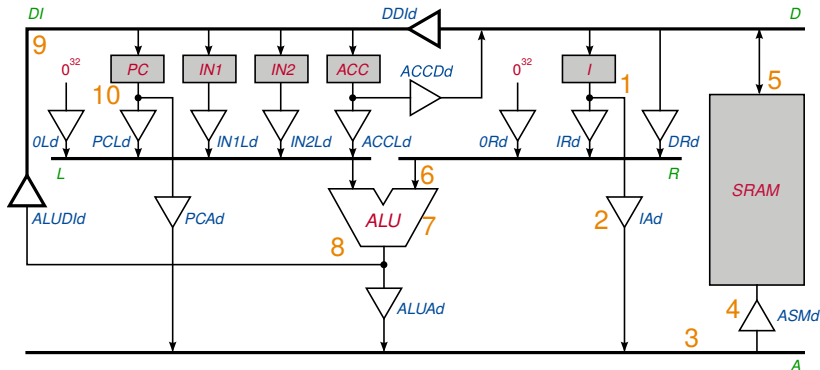 DI DDId D
9 0³² PC IN1 IN2 ACC ACCDd 0³² I 1 5
10
0Ld PCLd IN1Ld IN2Ld ACCLd 0Rd IRd DRd
L 6 R
SRAM
ALUDId PCAd ALU 7 2 IAd
8
ALUAd 4 ASMd
3
A